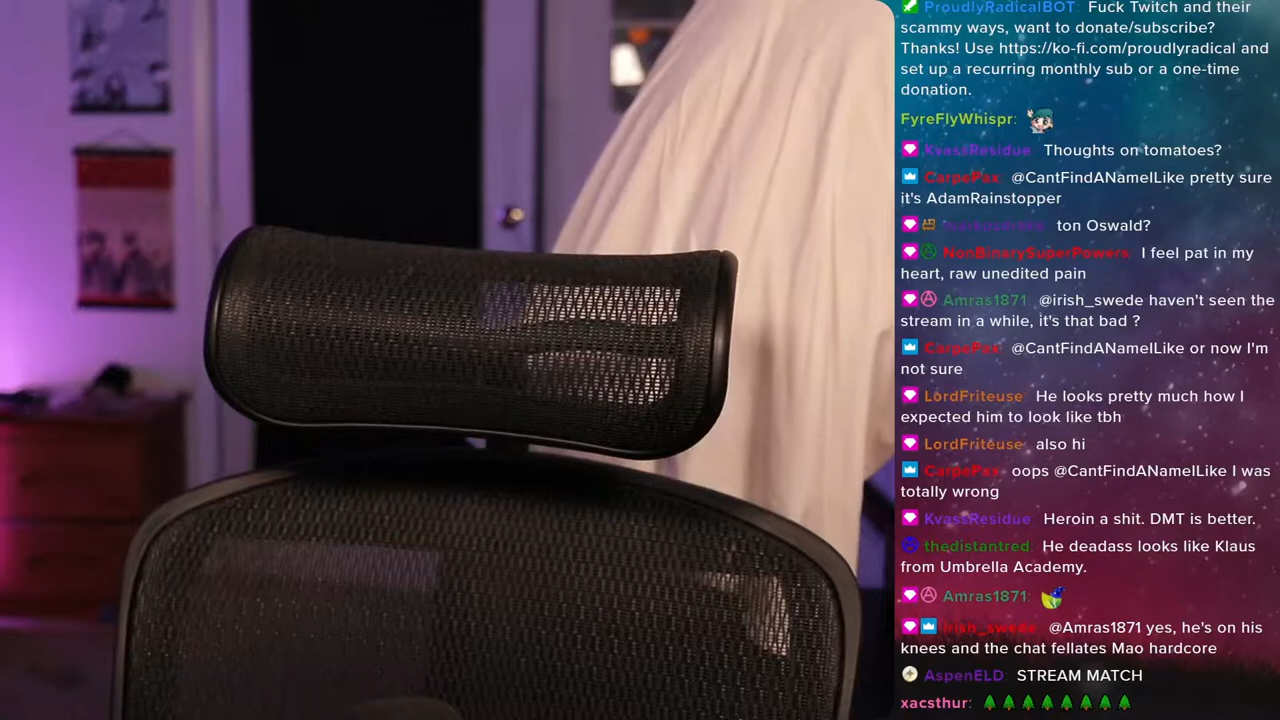 ProudlyRadicalBOT: Fuck Twitch and their
scammy ways, want to donate/subscribe?
Thanks! Use https://ko-fi.com/proudlyradical and
set up a recurring monthly sub or a one-time
donation.
FyreFlyWhispr:
KvassResidue Thoughts on tomatoes?
CarpePax @CantFindANameILike pretty sure
it's AdamRainstopper
ton Oswald?
NonBinarySuperPowers: I feel pat in my
heart, raw unedited pain
Amras1871 @irish_swede haven't seen the
stream in a while, it's that bad ?
CarpePax @CantFindANameILike or now I'm
not sure
LordFriteuse: He looks pretty much how I
expected him to look like tbh
LordFriteuse: also hi
CarpePax oops @CantFindANameILike I was
totally wrong
KvassResidue Heroin a shit. DMT is better.
thedistantred: He deadass looks like Klaus
from Umbrella Academy.
Amras1871:
irish_swede @Amras1871 yes, he's on his
knees and the chat fellates Mao hardcore
AspenELD: STREAM MATCH
xacsthur: 🌲🌲🌲🌲🌲🌲🌲🌲